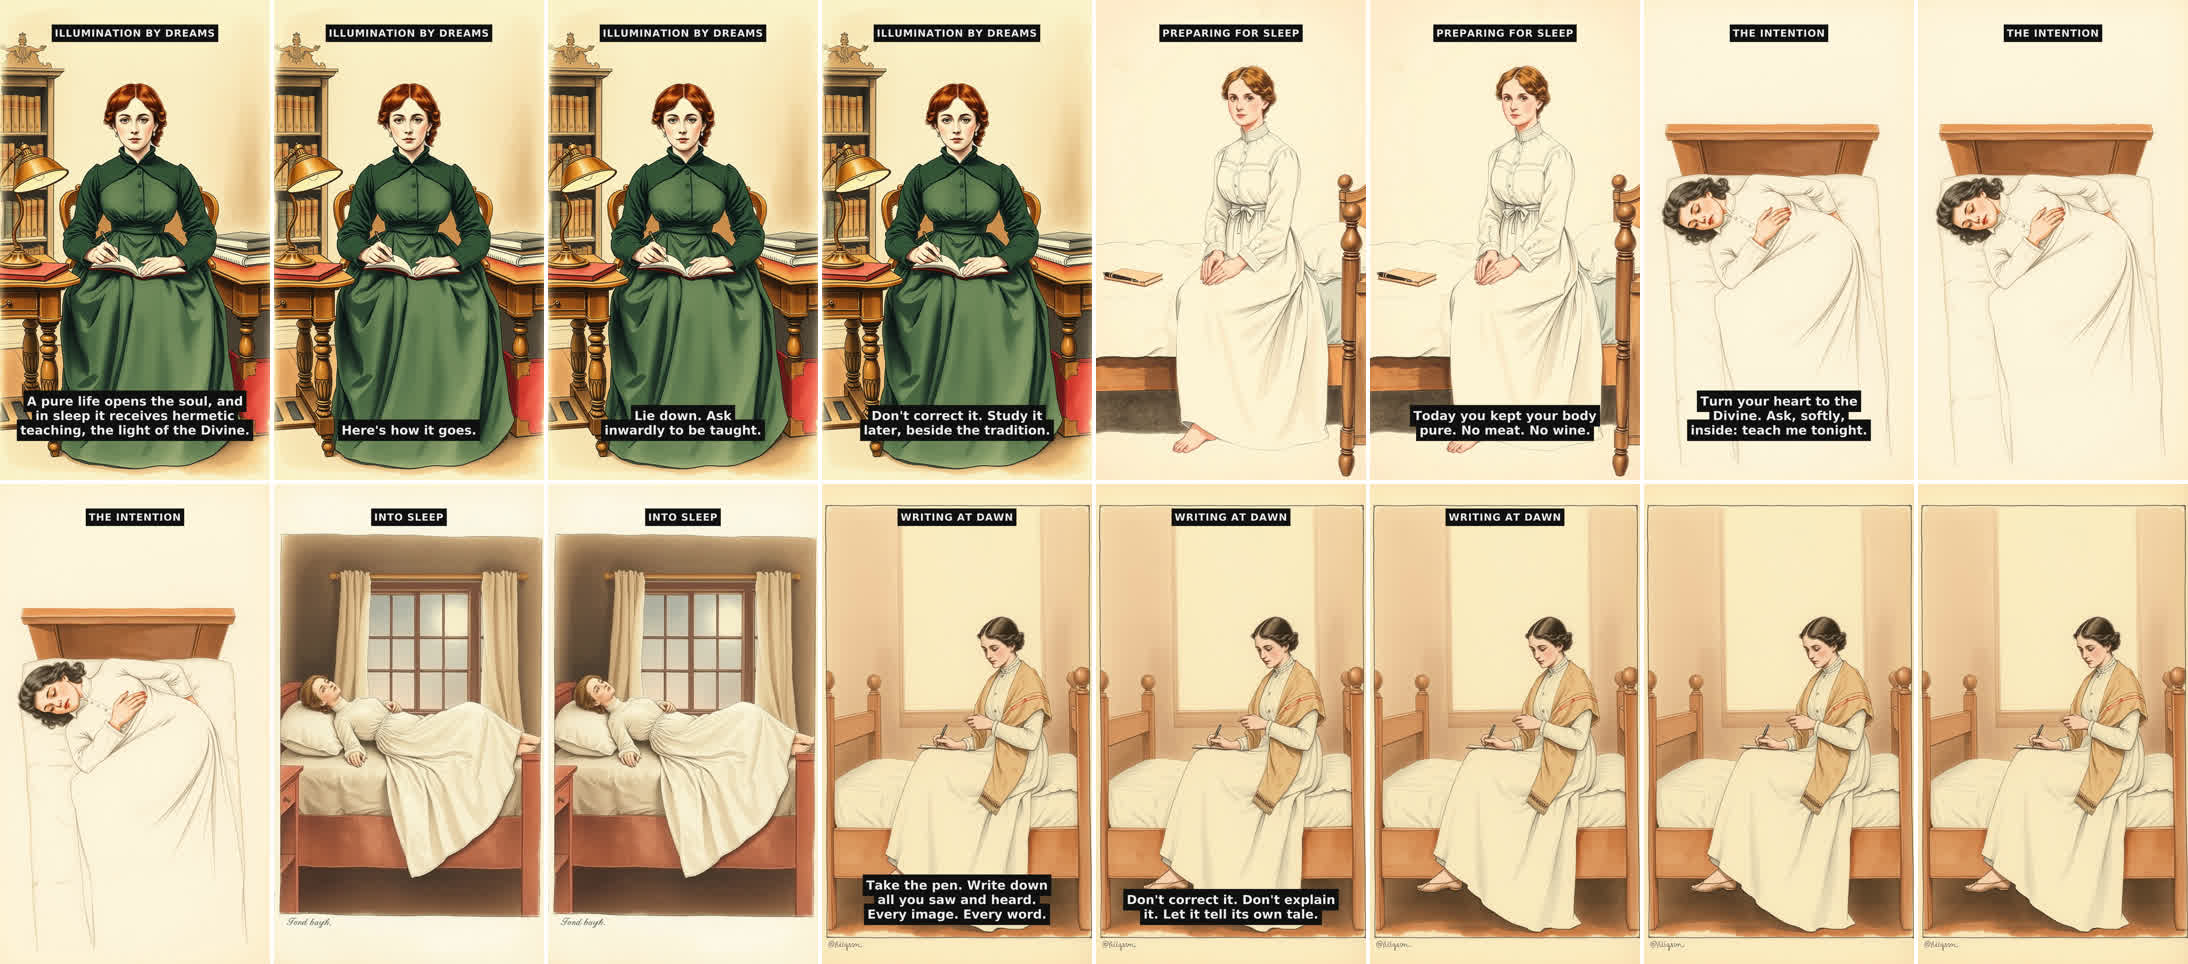 ILLUMINATION BY DREAMS
A pure life opens the soul, and
in sleep it receives hermetic
teaching, the light of the Divine.
ILLUMINATION BY DREAMS
Here's how it goes.
ILLUMINATION BY DREAMS
Lie down. Ask
inwardly to be taught.
ILLUMINATION BY DREAMS
Don't correct it. Study it
later, beside the tradition.
PREPARING FOR SLEEP
PREPARING FOR SLEEP
Today you kept your body
pure. No meat. No wine.
THE INTENTION
Turn your heart to the
Divine. Ask, softly,
inside: teach me tonight.
THE INTENTION
THE INTENTION
INTO SLEEP
INTO SLEEP
WRITING AT DAWN
Take the pen. Write down
all you saw and heard.
Every image. Every word.
WRITING AT DAWN
Don't correct it. Don't explain
it. Let it tell its own tale.
WRITING AT DAWN